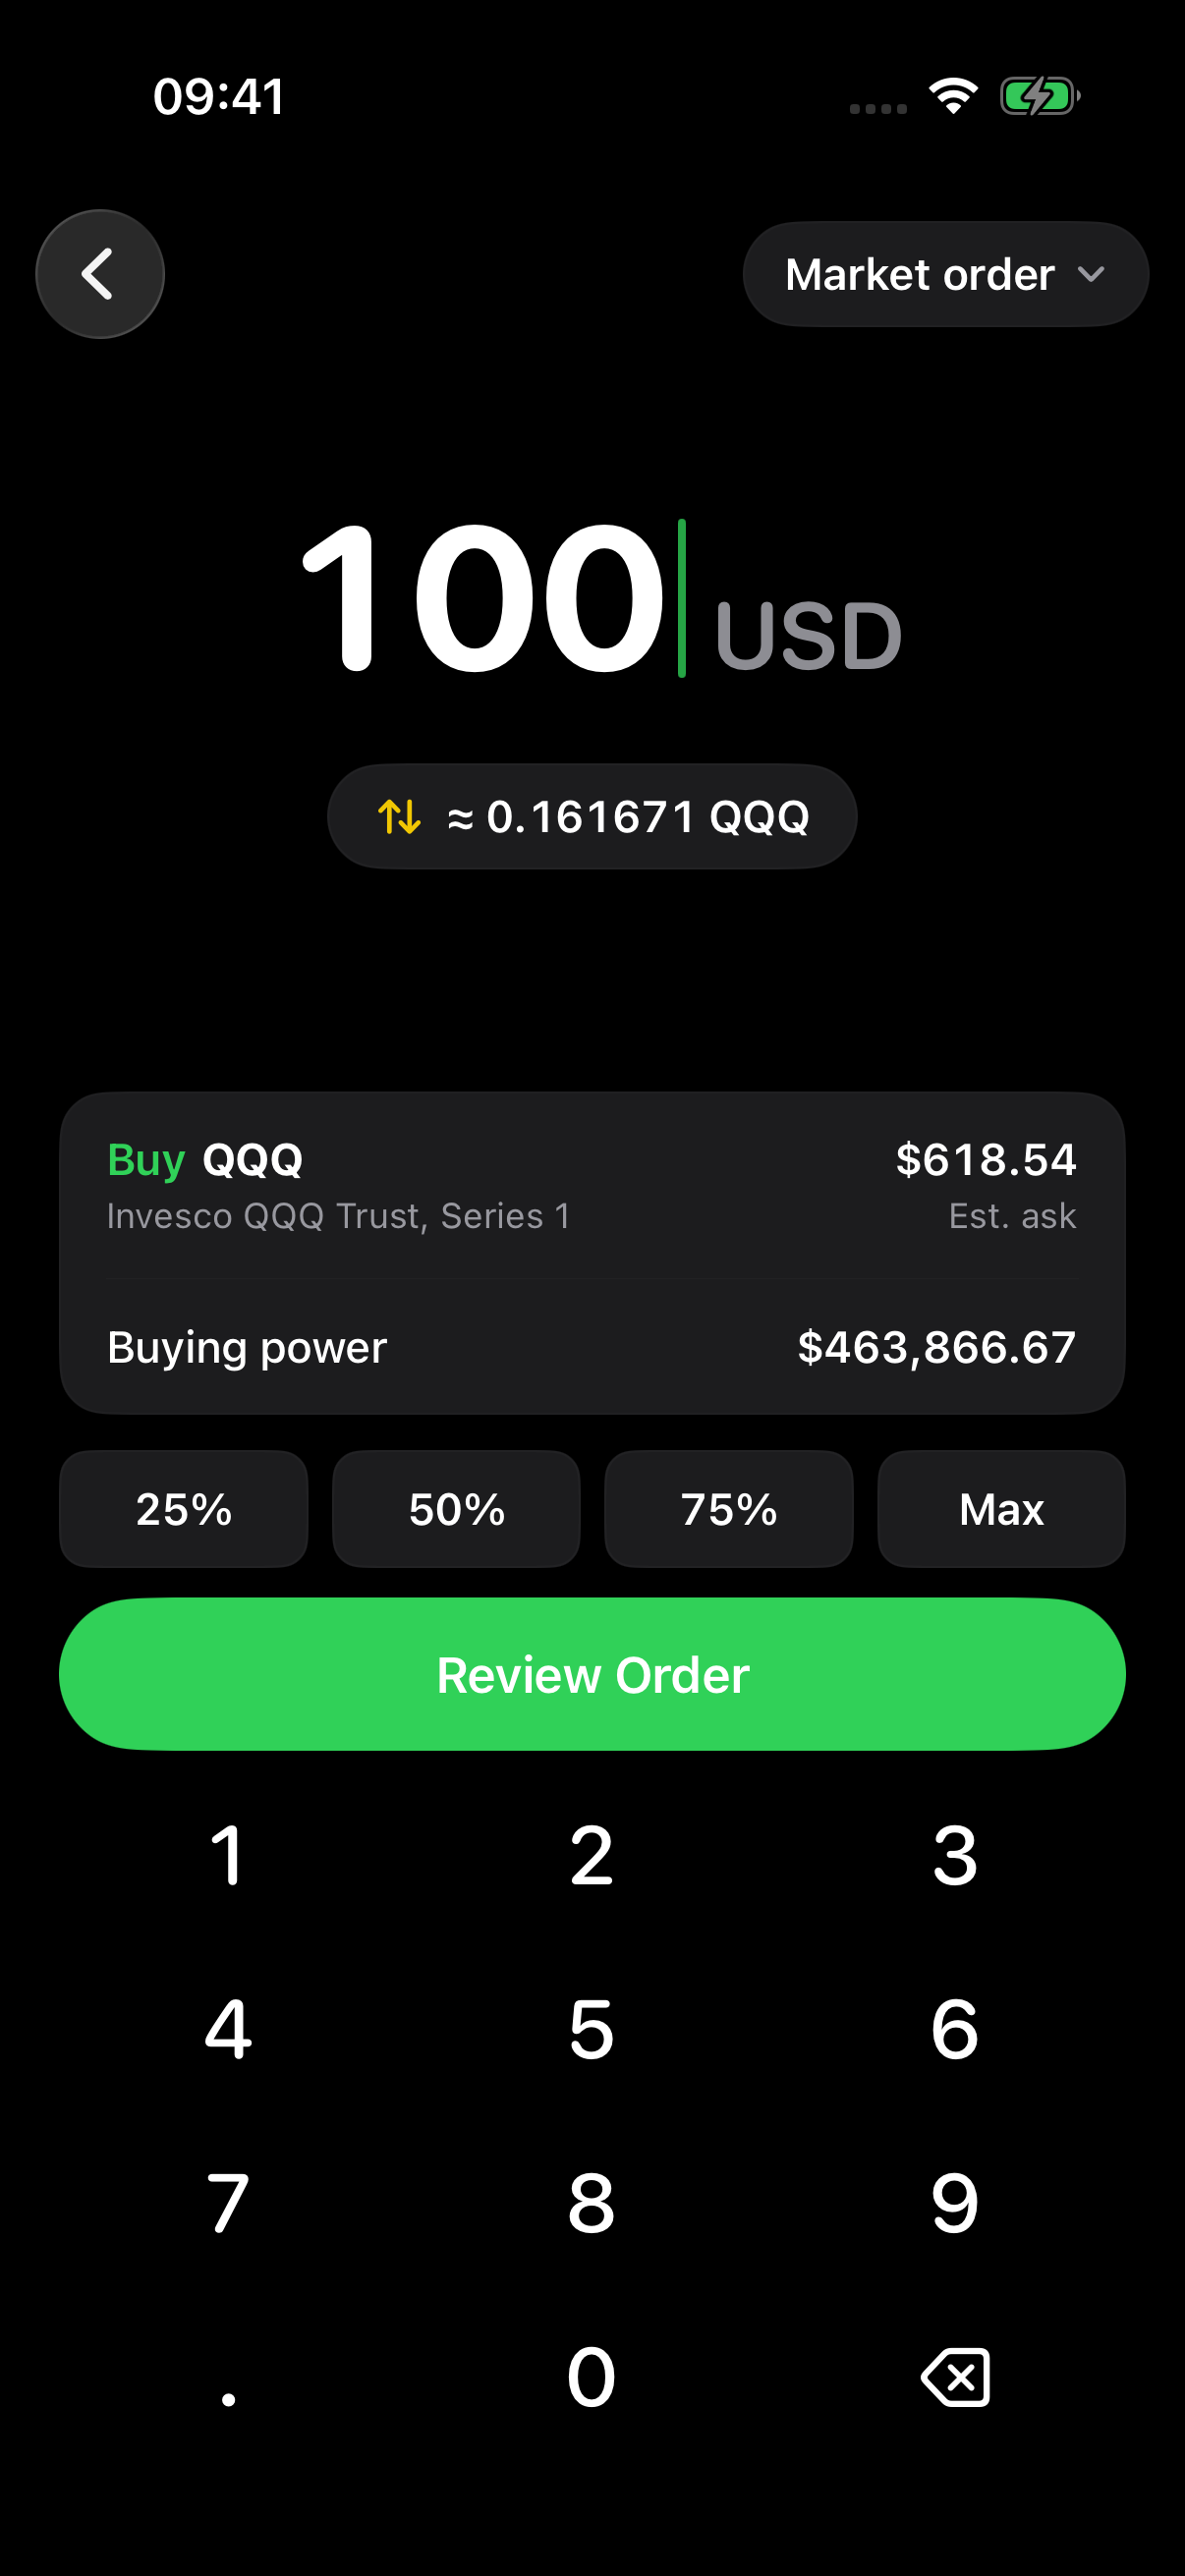 09:41
Market order
100 USD
≈ 0.161671 QQQ
Buy QQQ $618.54
Invesco QQQ Trust, Series 1 Est. ask
Buying power $463,866.67
25% 50% 75% Max
Review Order
1 2 3
4 5 6
7 8 9
. 0